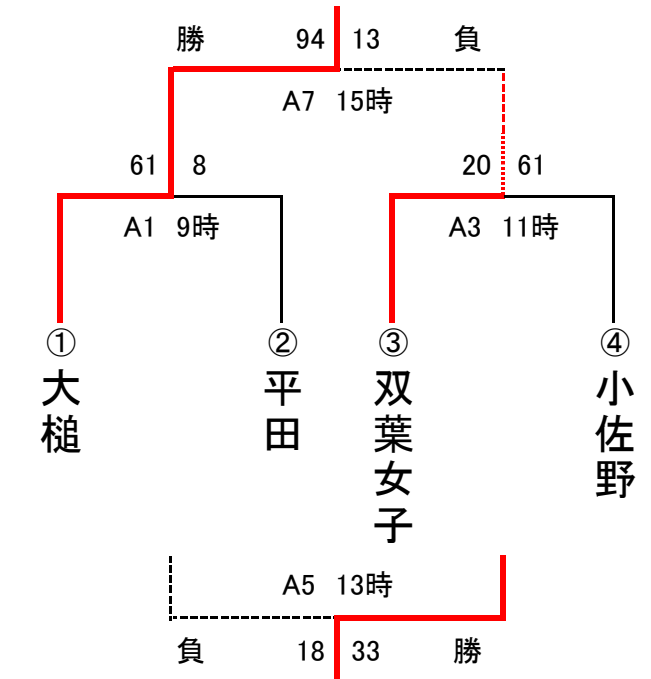 勝 94 13 負
A7 15時
61 8 20 61
A1 9時 A3 11時
① ② ③ ④
大槌 平田 双葉女子 小佐野
A5 13時
負 18 33 勝